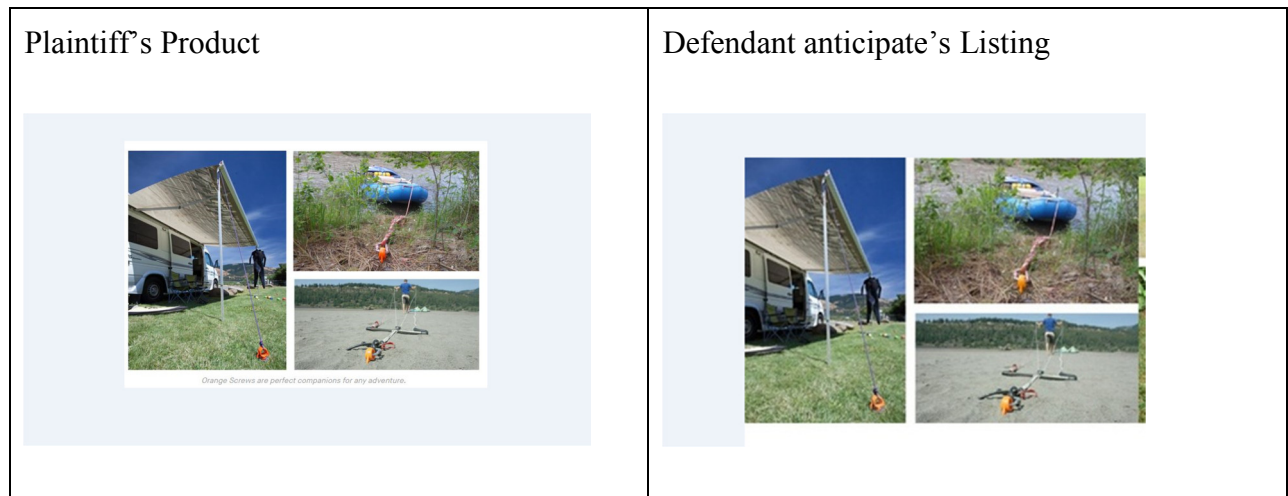 Plaintiff’s Product
Defendant anticipate’s Listing
Orange Screws are perfect companions for any adventure.